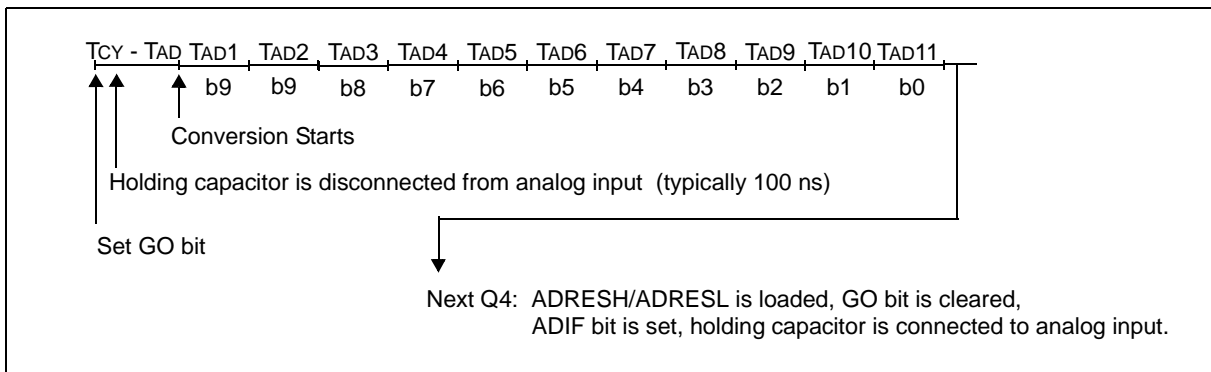 TCY - TAD TAD1 TAD2 TAD3 TAD4 TAD5 TAD6 TAD7 TAD8 TAD9 TAD10 TAD11
b9 b9 b8 b7 b6 b5 b4 b3 b2 b1 b0
Conversion Starts
Holding capacitor is disconnected from analog input (typically 100 ns)
Set GO bit
Next Q4: ADRESH/ADRESL is loaded, GO bit is cleared,
ADIF bit is set, holding capacitor is connected to analog input.